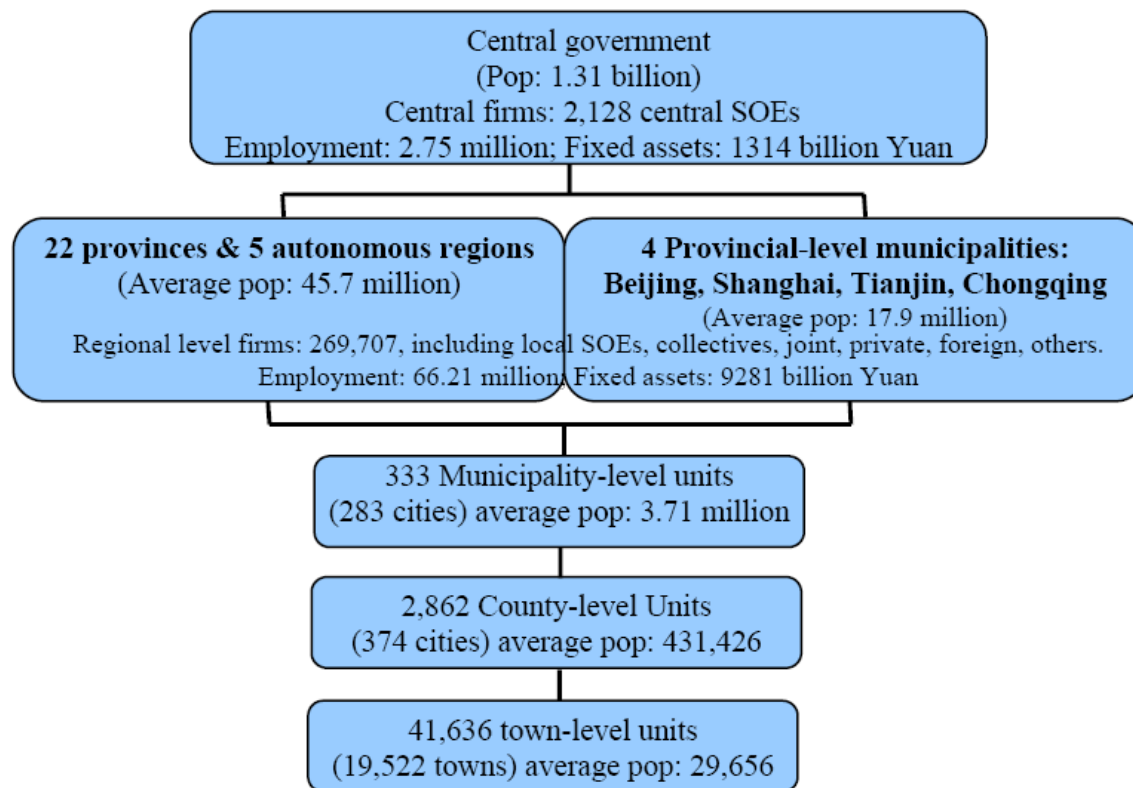 Central government
(Pop: 1.31 billion)
Central firms: 2,128 central SOEs
Employment: 2.75 million; Fixed assets: 1314 billion Yuan
22 provinces & 5 autonomous regions
(Average pop: 45.7 million)
4 Provincial-level municipalities:
Beijing, Shanghai, Tianjin, Chongqing
(Average pop: 17.9 million)
Regional level firms: 269,707, including local SOEs, collectives, joint, private, foreign, others.
Employment: 66.21 million; Fixed assets: 9281 billion Yuan
333 Municipality-level units
(283 cities) average pop: 3.71 million
2,862 County-level Units
(374 cities) average pop: 431,426
41,636 town-level units
(19,522 towns) average pop: 29,656